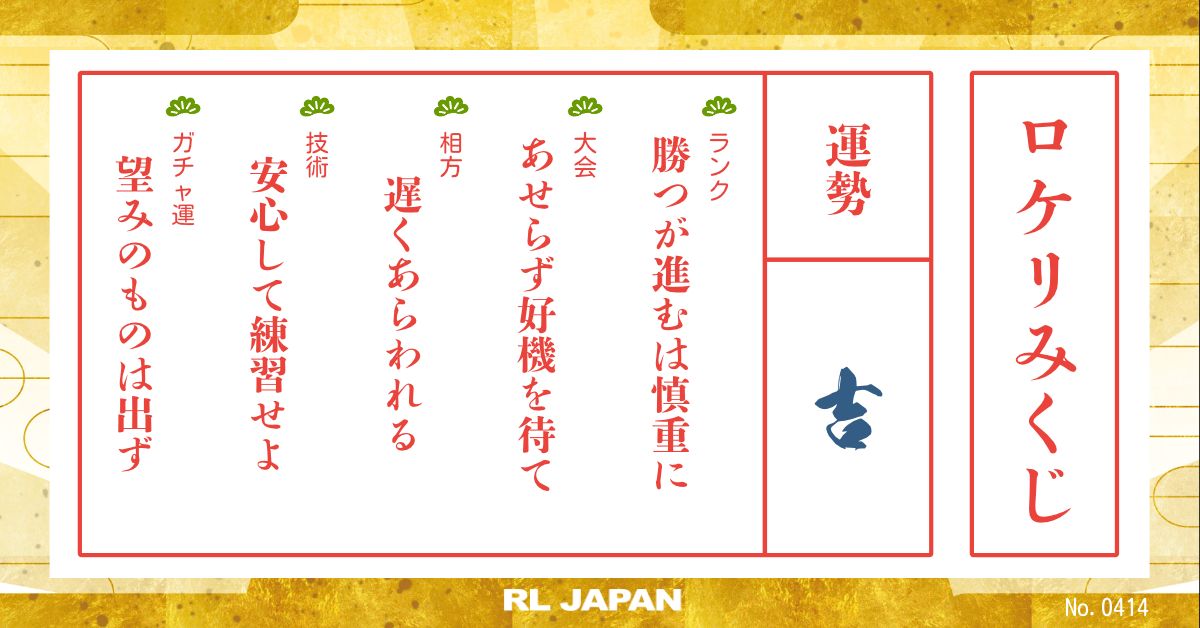 ロケリみくじ
運勢
吉
ランク
勝つが進むは慎重に
大会
あせらず好機を待て
相方
遅くあらわれる
技術
安心して練習せよ
ガチャ運
望みのものは出ず
RL JAPAN
No. 0414